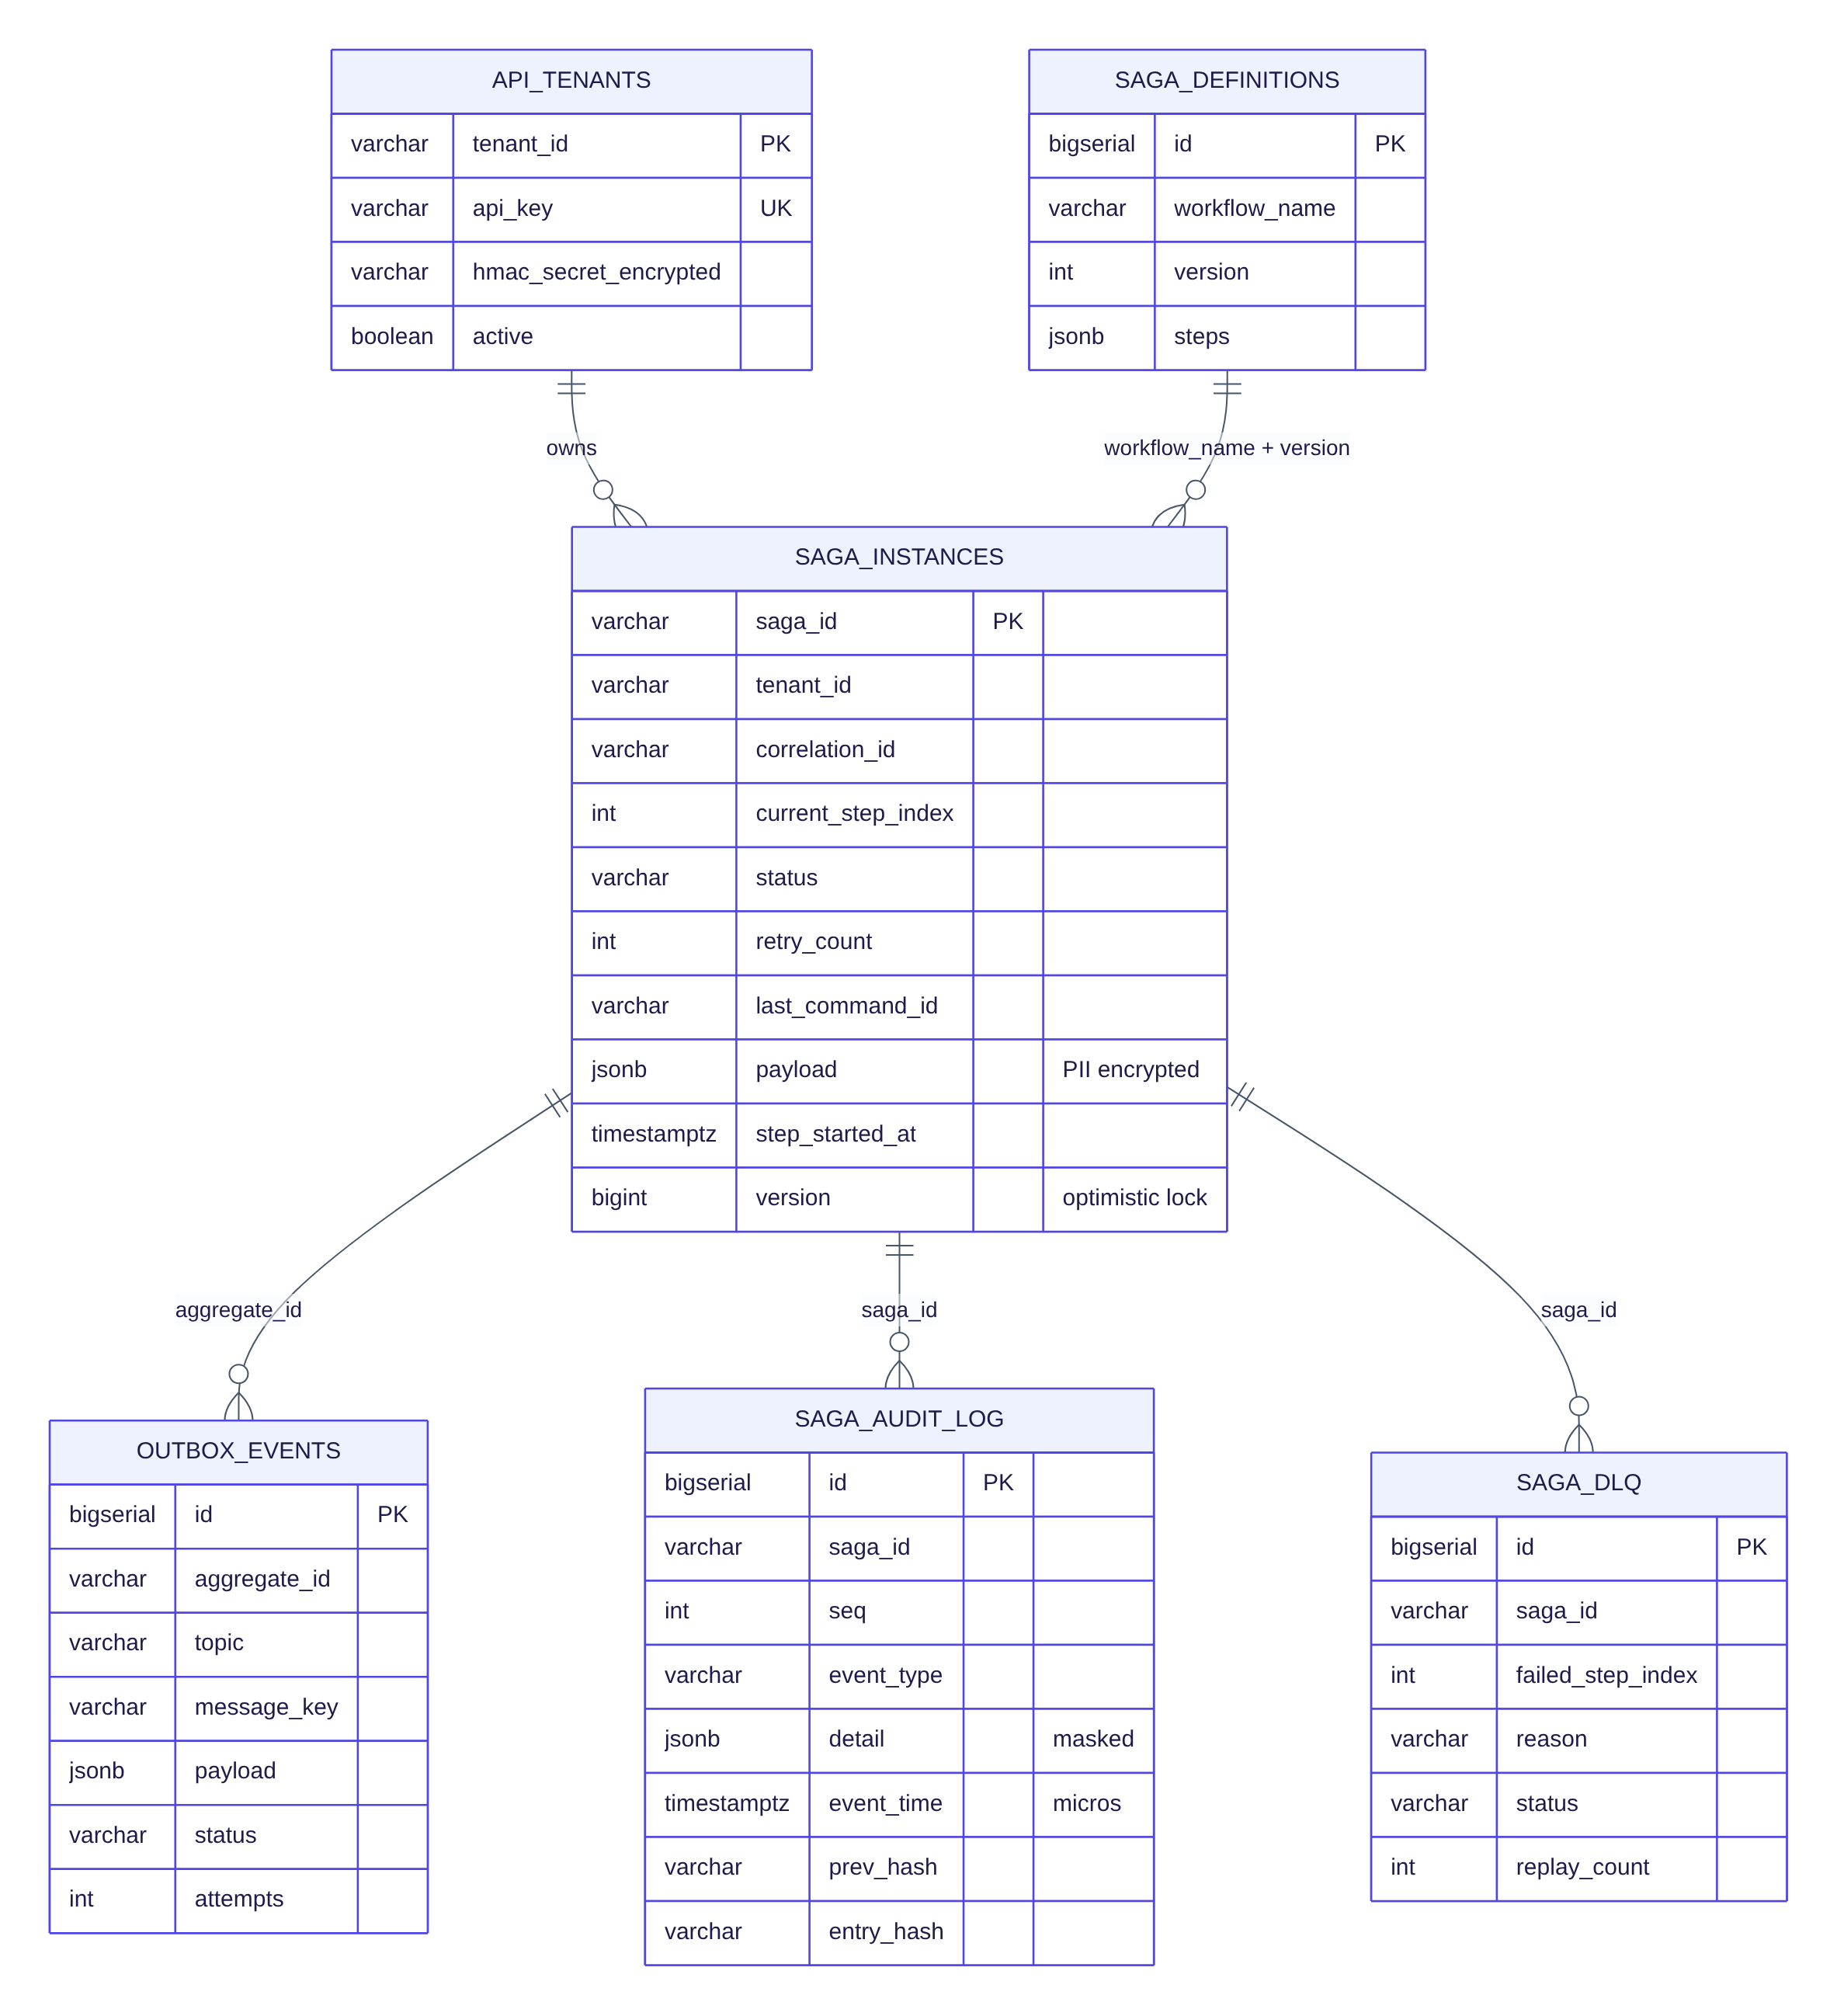 API_TENANTS
varchar tenant_id PK
varchar api_key UK
varchar hmac_secret_encrypted
boolean active
SAGA_DEFINITIONS
bigserial id PK
varchar workflow_name
int version
jsonb steps
owns
workflow_name + version
SAGA_INSTANCES
varchar saga_id PK
varchar tenant_id
varchar correlation_id
int current_step_index
varchar status
int retry_count
varchar last_command_id
jsonb payload PII encrypted
timestamptz step_started_at
bigint version optimistic lock
aggregate_id
saga_id
saga_id
OUTBOX_EVENTS
bigserial id PK
varchar aggregate_id
varchar topic
varchar message_key
jsonb payload
varchar status
int attempts
SAGA_AUDIT_LOG
bigserial id PK
varchar saga_id
int seq
varchar event_type
jsonb detail masked
timestamptz event_time micros
varchar prev_hash
varchar entry_hash
SAGA_DLQ
bigserial id PK
varchar saga_id
int failed_step_index
varchar reason
varchar status
int replay_count